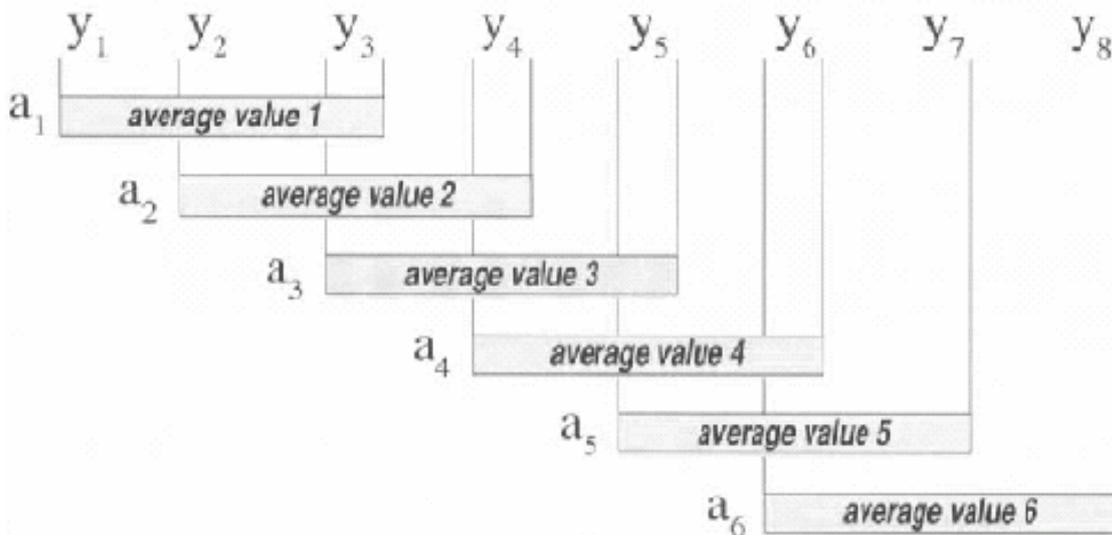 y1 y2 y3 y4 y5 y6 y7 y8
a1 average value 1
a2 average value 2
a3 average value 3
a4 average value 4
a5 average value 5
a6 average value 6